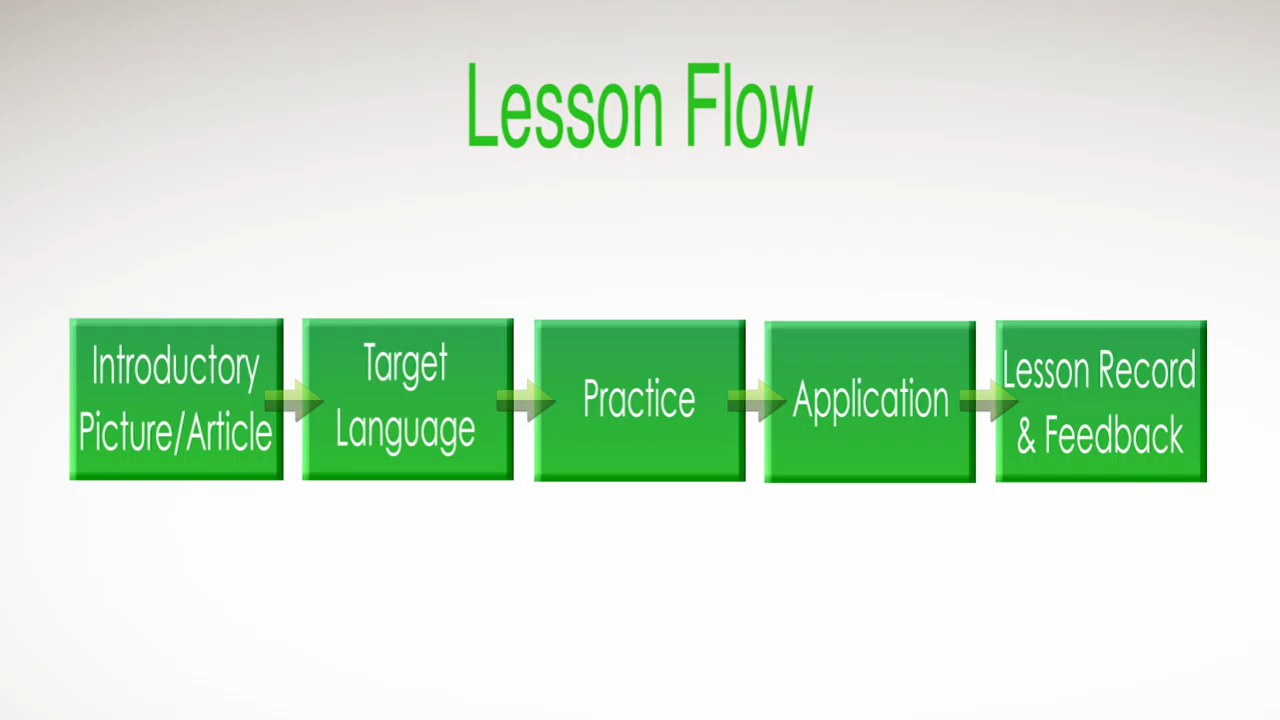 Lesson Flow
Introductory
Picture/Article
Target
Language
Practice
Application
Lesson Record
& Feedback